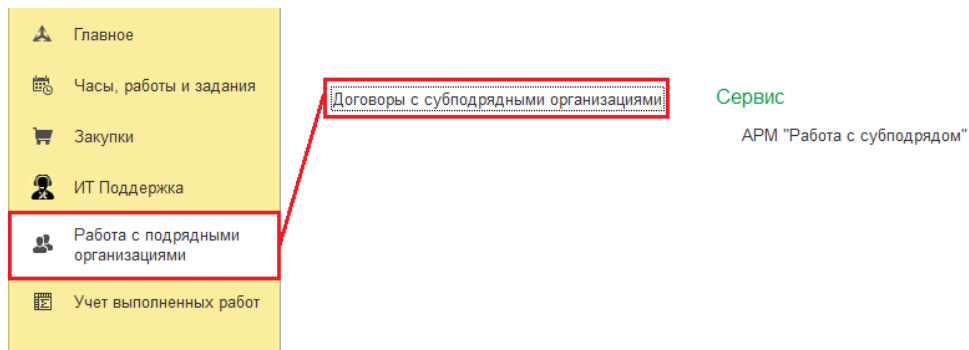 Главное
Часы, работы и задания
Закупки
ИТ Поддержка
Работа с подрядными
организациями
Учет выполненных работ
Договоры с субподрядными организациями
Сервис
АРМ "Работа с субподрядом"